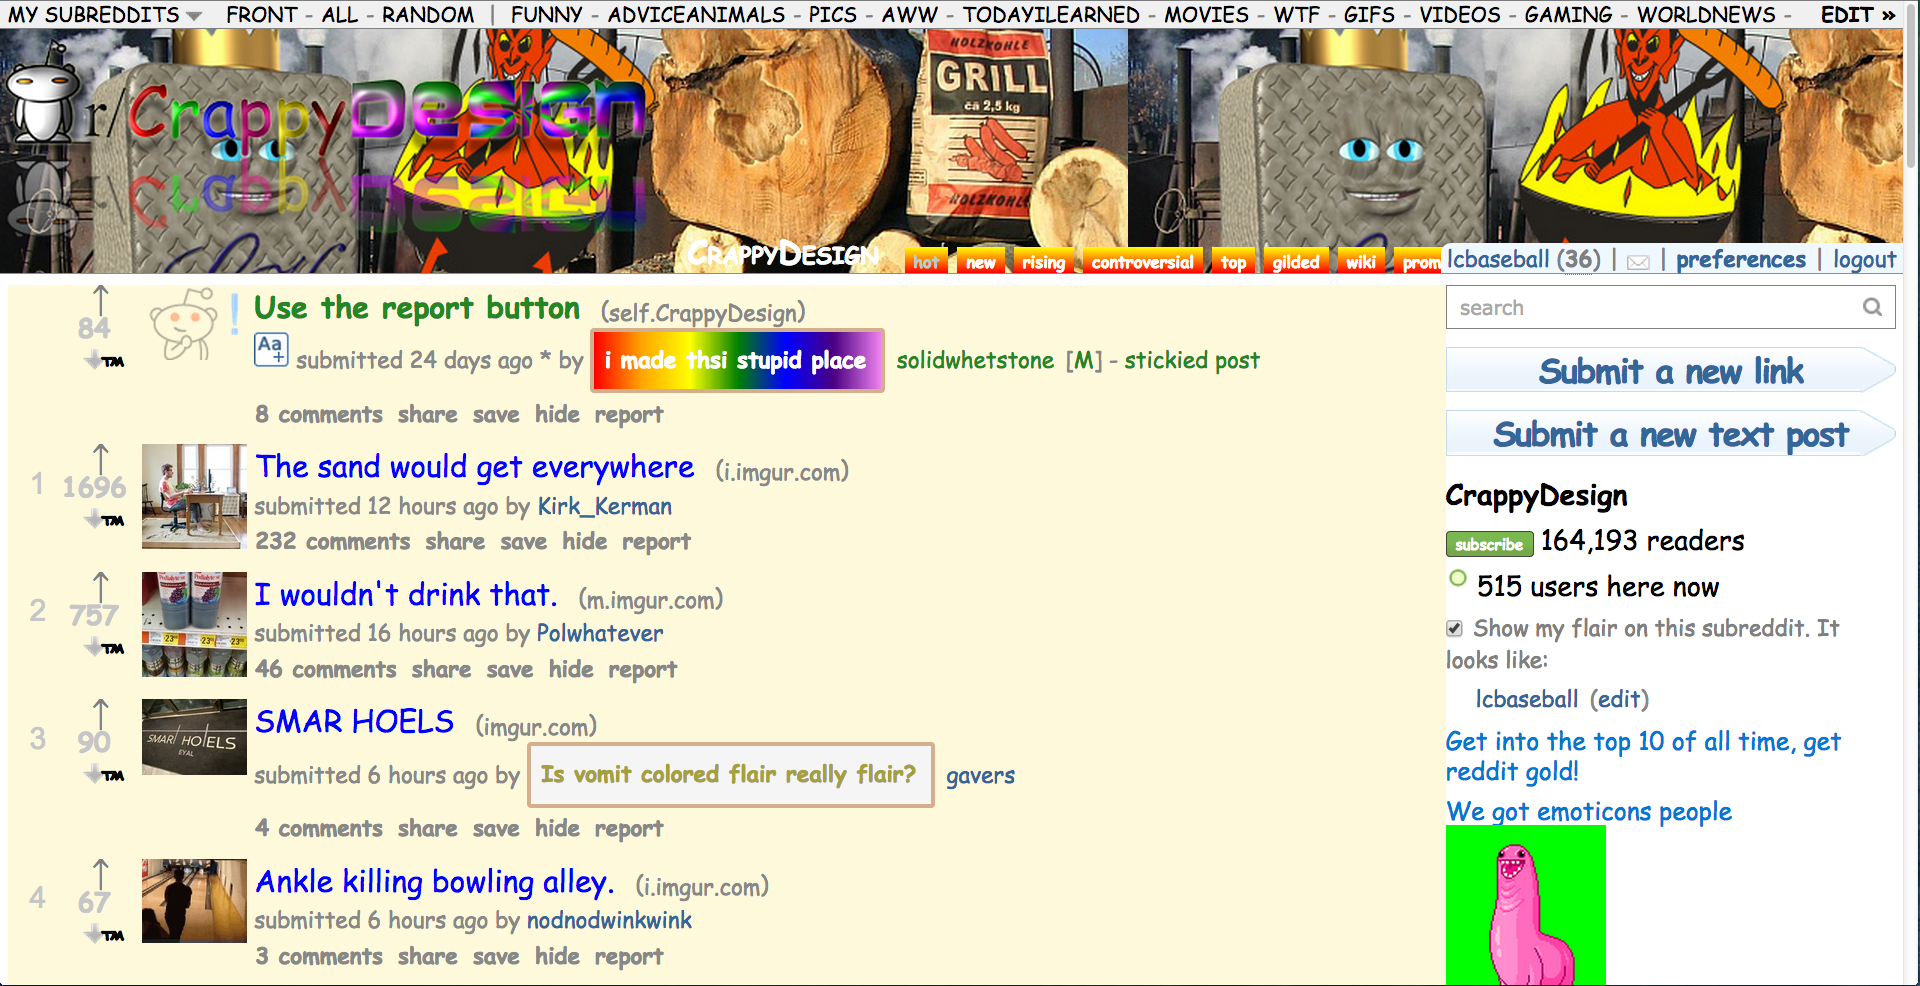 MY SUBREDDITS FRONT - ALL - RANDOM | FUNNY - ADVICEANIMALS - PICS - AWW - TODAYILEARNED - MOVIES - WTF - GIFS - VIDEOS - GAMING - WORLDNEWS - EDIT »
HOLZKOHLE
GRILL
ca 2,5 kg
HOLZKOHLE
r/CrappyDesign
CrappyDesign hot new rising controversial top gilded wiki prom
lcbaseball (36) | | preferences | logout
84
Use the report button (self.CrappyDesign)
Aa+ submitted 24 days ago * by i made thsi stupid place solidwhetstone [M] - stickied post
TM
8 comments share save hide report
1 1696
The sand would get everywhere (i.imgur.com)
submitted 12 hours ago by Kirk_Kerman
TM
232 comments share save hide report
2 757
I wouldn't drink that. (m.imgur.com)
submitted 16 hours ago by Polwhatever
TM
46 comments share save hide report
3 90
SMAR HOELS (imgur.com)
SMART HOTELS
EYAL
submitted 6 hours ago by Is vomit colored flair really flair? gavers
TM
4 comments share save hide report
4 67
Ankle killing bowling alley. (i.imgur.com)
submitted 6 hours ago by nodnodwinkwink
TM
3 comments share save hide report
search
Submit a new link
Submit a new text post
CrappyDesign
subscribe 164,193 readers
515 users here now
Show my flair on this subreddit. It
looks like:
lcbaseball (edit)
Get into the top 10 of all time, get
reddit gold!
We got emoticons people